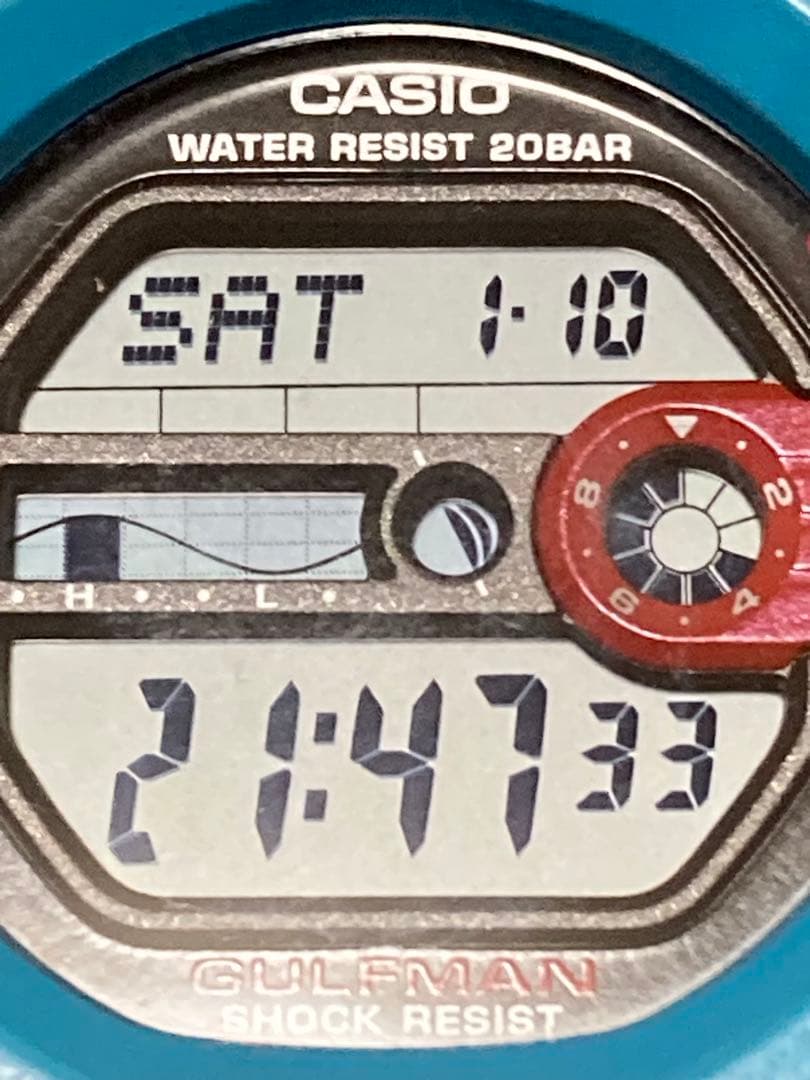 CASIO
WATER RESIST 20BAR
SAT 1-10
8 2
6 4
H L
21:47 33
GULFMAN
SHOCK RESIST